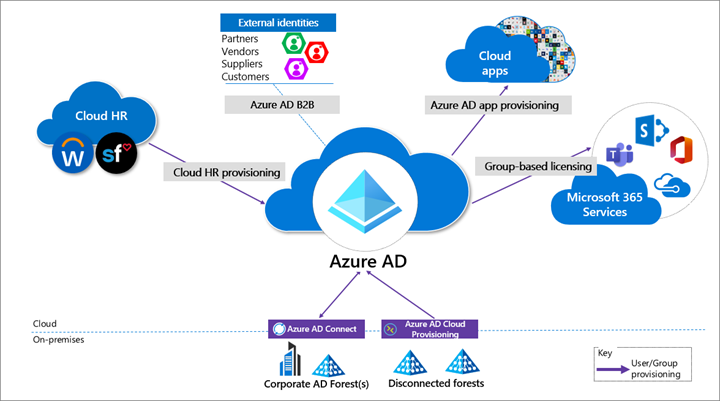 External identities
Partners
Vendors
Suppliers
Customers
Cloud
apps
Cloud HR
W
sf
Azure AD B2B
Azure AD app provisioning
Cloud HR provisioning
Group-based licensing
S
T
Microsoft 365
Services
Azure AD
Cloud
On-premises
Azure AD Connect
Azure AD Cloud
Provisioning
Corporate AD Forest(s)
Disconnected forests
Key
User/Group
provisioning